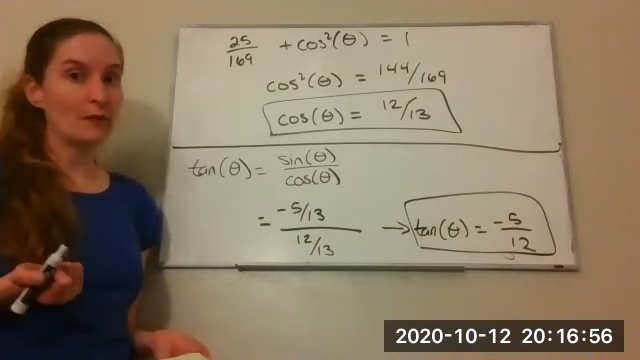 25/169 + cos²(θ) = 1
cos²(θ) = 144/169
cos(θ) = 12/13
tan(θ) = sin(θ)/cos(θ)
= -5/13 / 12/13 → tan(θ) = -5/12
2020-10-12 20:16:56